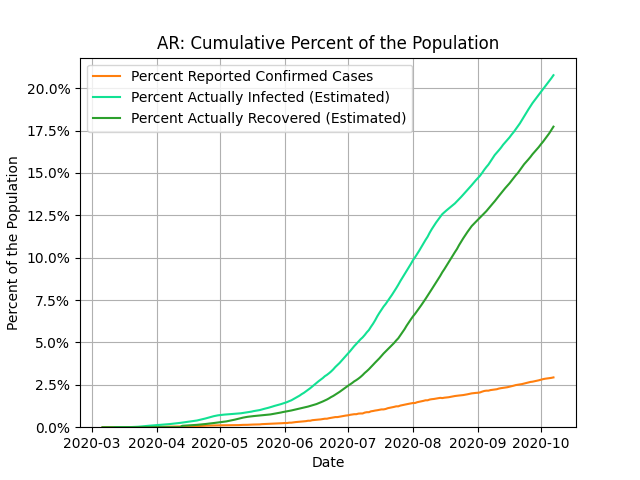 AR: Cumulative Percent of the Population
Percent Reported Confirmed Cases
Percent Actually Infected (Estimated)
Percent Actually Recovered (Estimated)
Percent of the Population
20.0%
17.5%
15.0%
12.5%
10.0%
7.5%
5.0%
2.5%
0.0%
2020-03 2020-04 2020-05 2020-06 2020-07 2020-08 2020-09 2020-10
Date